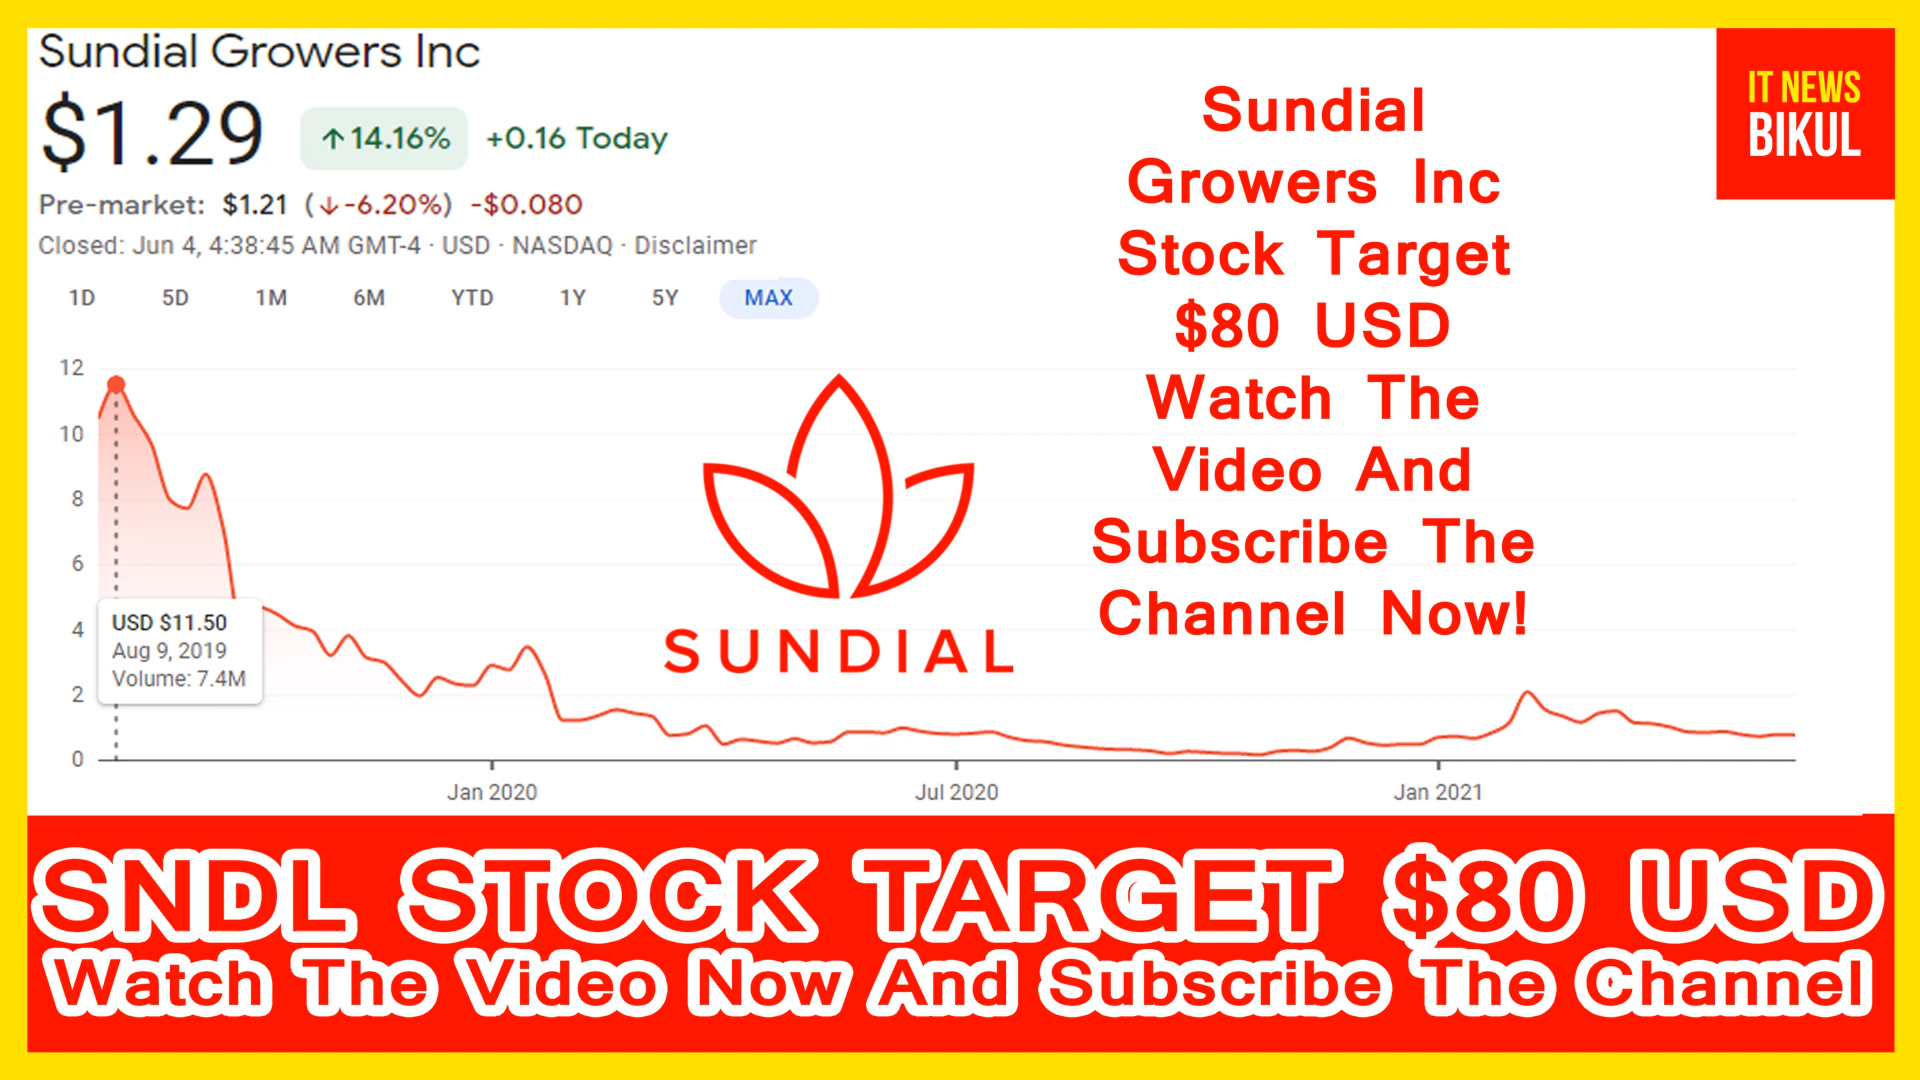 Sundial Growers Inc
$1.29 ↑14.16% +0.16 Today
Pre-market: $1.21 (↓-6.20%) -$0.080
Closed: Jun 4, 4:38:45 AM GMT-4 · USD · NASDAQ · Disclaimer
1D 5D 1M 6M YTD 1Y 5Y MAX
12
10
8
6
4
2
0
USD $11.50
Aug 9, 2019
Volume: 7.4M
Jan 2020 Jul 2020 Jan 2021
SUNDIAL
Sundial
Growers Inc
Stock Target
$80 USD
Watch The
Video And
Subscribe The
Channel Now!
IT NEWS
BIKUL
SNDL STOCK TARGET $80 USD
Watch The Video Now And Subscribe The Channel